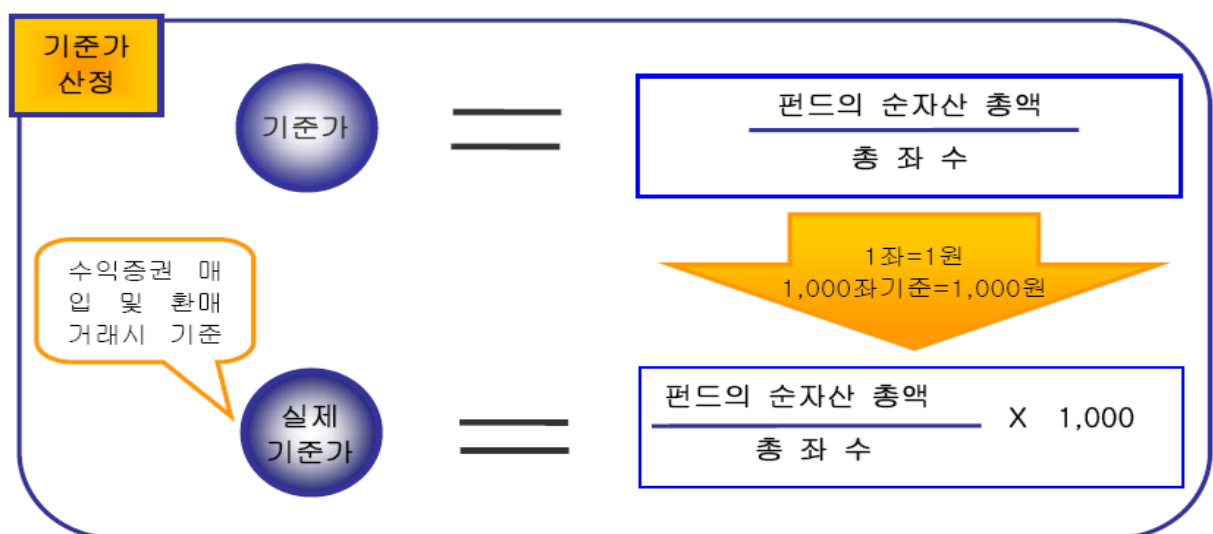 기준가
산정
기준가
펀드의 순자산 총액
총 좌 수
1좌=1원
1,000좌기준=1,000원
수익증권 매
입 및 환매
거래시 기준
실제
기준가
펀드의 순자산 총액
X 1,000
총 좌 수